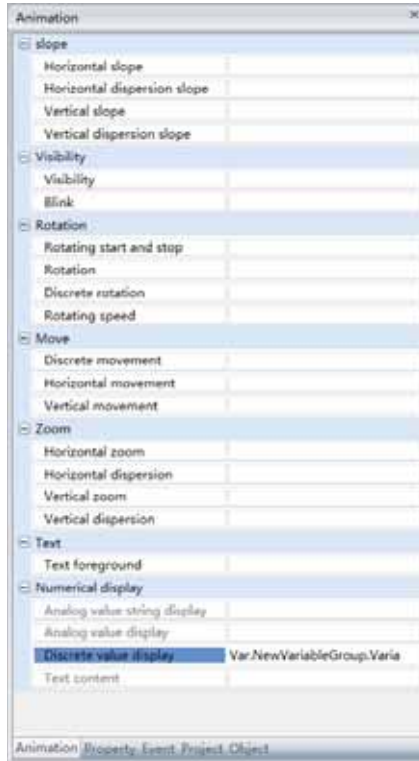 Animation
slope
Horizontal slope
Horizontal dispersion slope
Vertical slope
Vertical dispersion slope
Visibility
Visibility
Blink
Rotation
Rotating start and stop
Rotation
Discrete rotation
Rotating speed
Move
Discrete movement
Horizontal movement
Vertical movement
Zoom
Horizontal zoom
Horizontal dispersion
Vertical zoom
Vertical dispersion
Text
Text foreground
Numerical display
Analog value string display
Analog value display
Discrete value display Var.NewVariableGroup.Varia
Text content
Animation Property Event Project Object